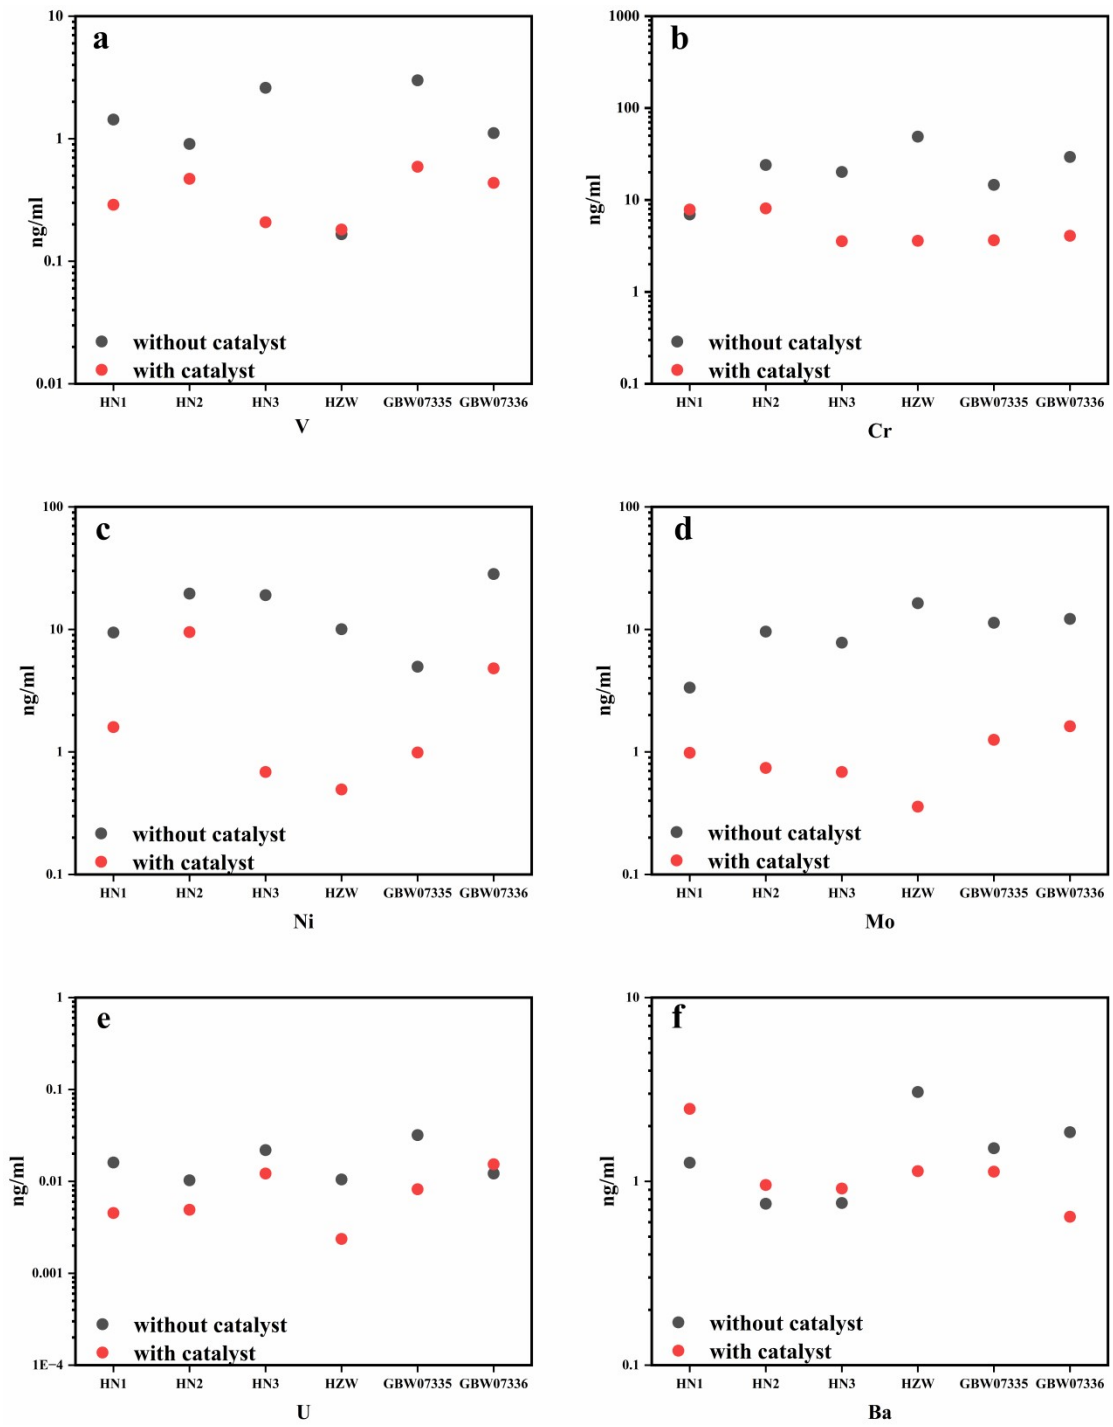 a
10
1
0.1
0.01
ng/ml
without catalyst
with catalyst
HN1 HN2 HN3 HZW GBW07335 GBW07336
V
b
1000
100
10
1
0.1
ng/ml
without catalyst
with catalyst
HN1 HN2 HN3 HZW GBW07335 GBW07336
Cr
c
100
10
1
0.1
ng/ml
without catalyst
with catalyst
HN1 HN2 HN3 HZW GBW07335 GBW07336
Ni
d
100
10
1
0.1
ng/ml
without catalyst
with catalyst
HN1 HN2 HN3 HZW GBW07335 GBW07336
Mo
e
1
0.1
0.01
0.001
1E−4
ng/ml
without catalyst
with catalyst
HN1 HN2 HN3 HZW GBW07335 GBW07336
U
f
10
1
0.1
ng/ml
without catalyst
with catalyst
HN1 HN2 HN3 HZW GBW07335 GBW07336
Ba